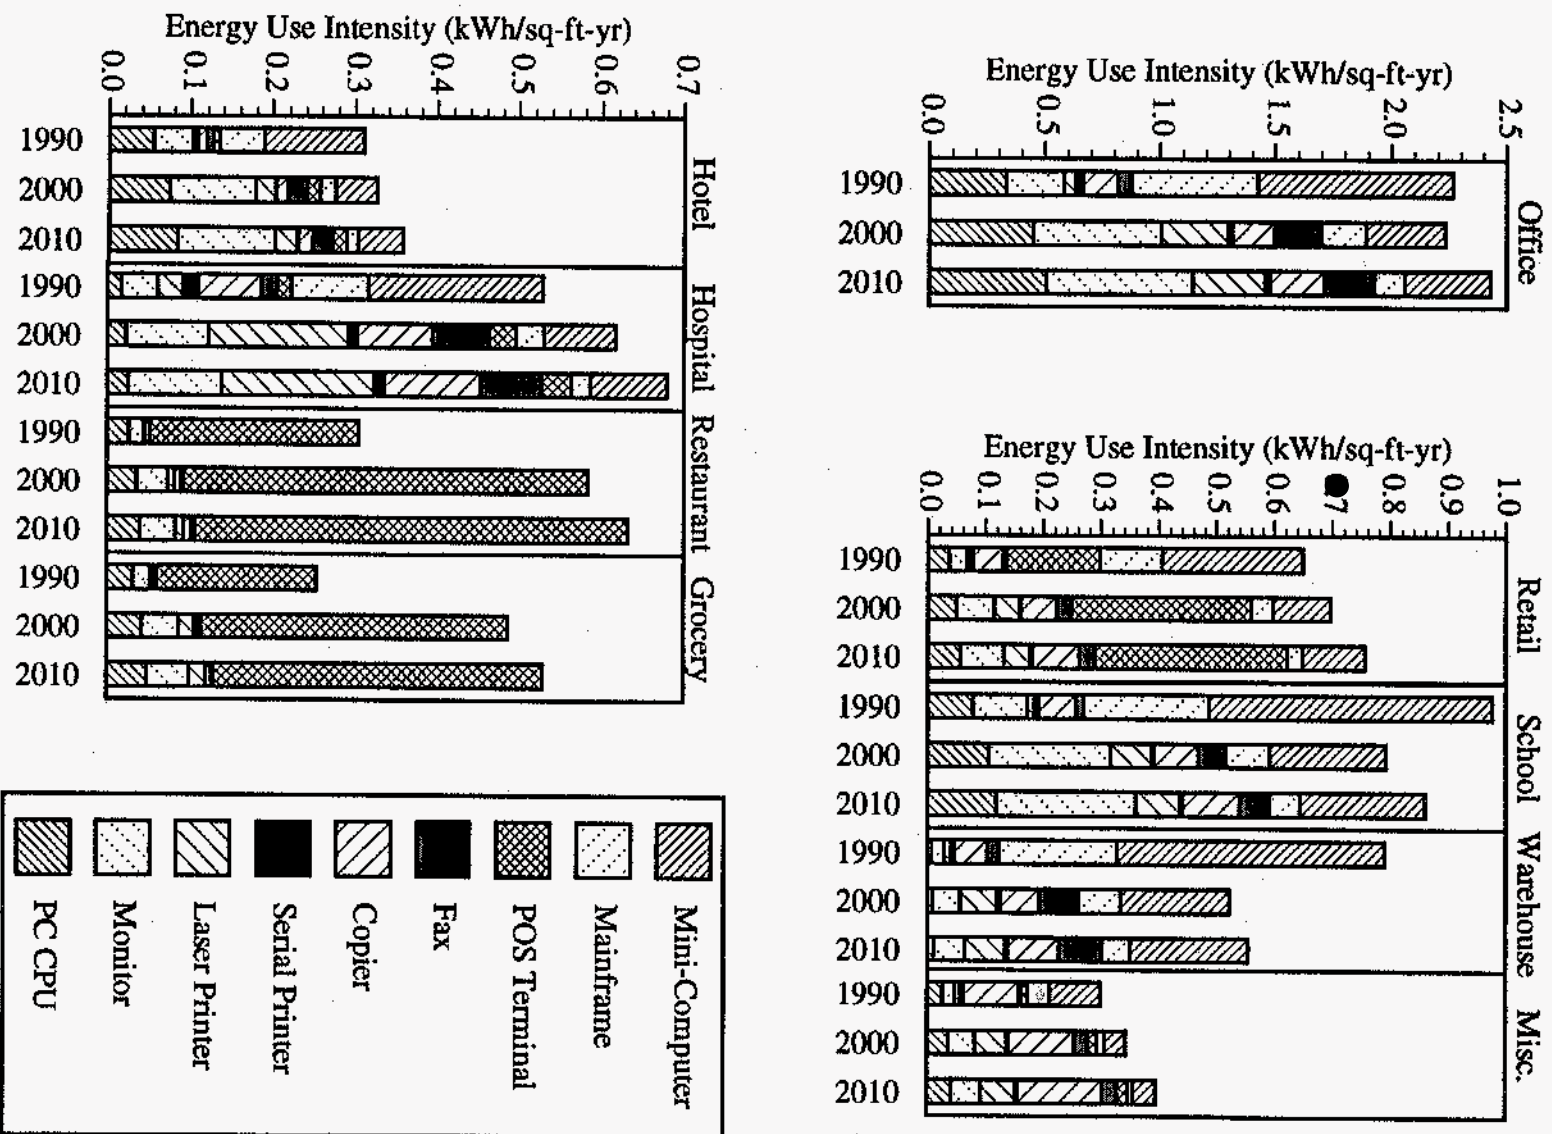 Energy Use Intensity (kWh/sq-ft-yr)
0.0 0.1 0.2 0.3 0.4 0.5 0.6 0.7
1990
2000
2010
Hotel
1990
2000
2010
Hospital
1990
2000
2010
Restaurant
1990
2000
2010
Grocery
Energy Use Intensity (kWh/sq-ft-yr)
0.0 0.5 1.0 1.5 2.0 2.5
1990
2000
2010
Office
Energy Use Intensity (kWh/sq-ft-yr)
0.0 0.1 0.2 0.3 0.4 0.5 0.6 7 0.8 0.9 1.0
1990
2000
2010
Retail
1990
2000
2010
School
1990
2000
2010
Warehouse
1990
2000
2010
Misc.
PC CPU
Monitor
Laser Printer
Serial Printer
Copier
Fax
POS Terminal
Mainframe
Mini-Computer